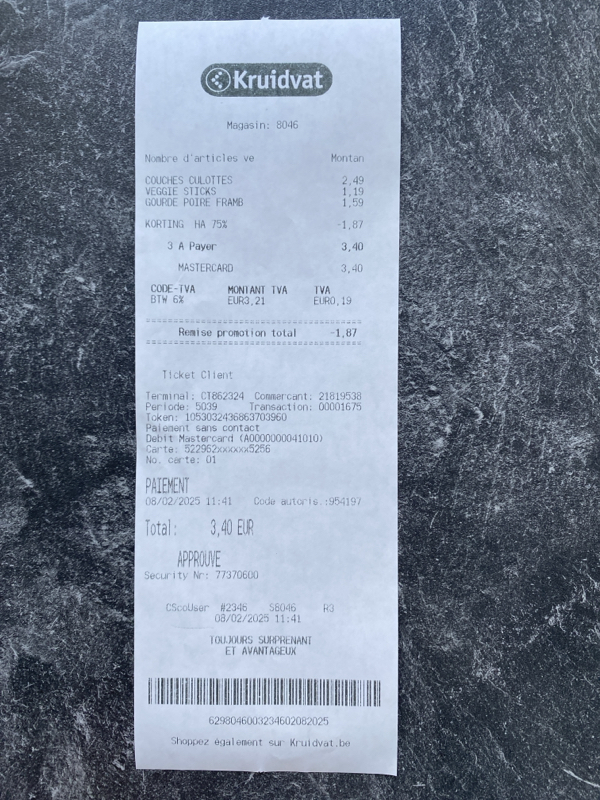 Kruidvat
Magasin: 8046
Nombre d'articles ve Montan
COUCHES CULOTTES 2,49
VEGGIE STICKS 1,19
GOURDE POIRE FRAMB 1,59
KORTING HA 75% -1,87
3 A Payer 3,40
MASTERCARD 3,40
CODE-TVA MONTANT TVA TVA
BTW 6% EUR3,21 EUR0,19
Remise promotion total -1,87
Ticket Client
Terminal: CT862324 Commercant: 21819538
Periode: 5039 Transaction: 00001675
Token: 1053032436863703960
Paiement sans contact
Debit Mastercard (A0000000041010)
Carte: 522962xxxxxx5256
No. carte: 01
PAIEMENT
08/02/2025 11:41 Code autoris.:954197
Total: 3,40 EUR
APPROUVE
Security Nr: 77370600
CScoUser #2346 S8046 R3
08/02/2025 11:41
TOUJOURS SURPRENANT
ET AVANTAGEUX
6298046003234602082025
Shoppez également sur Kruidvat.be